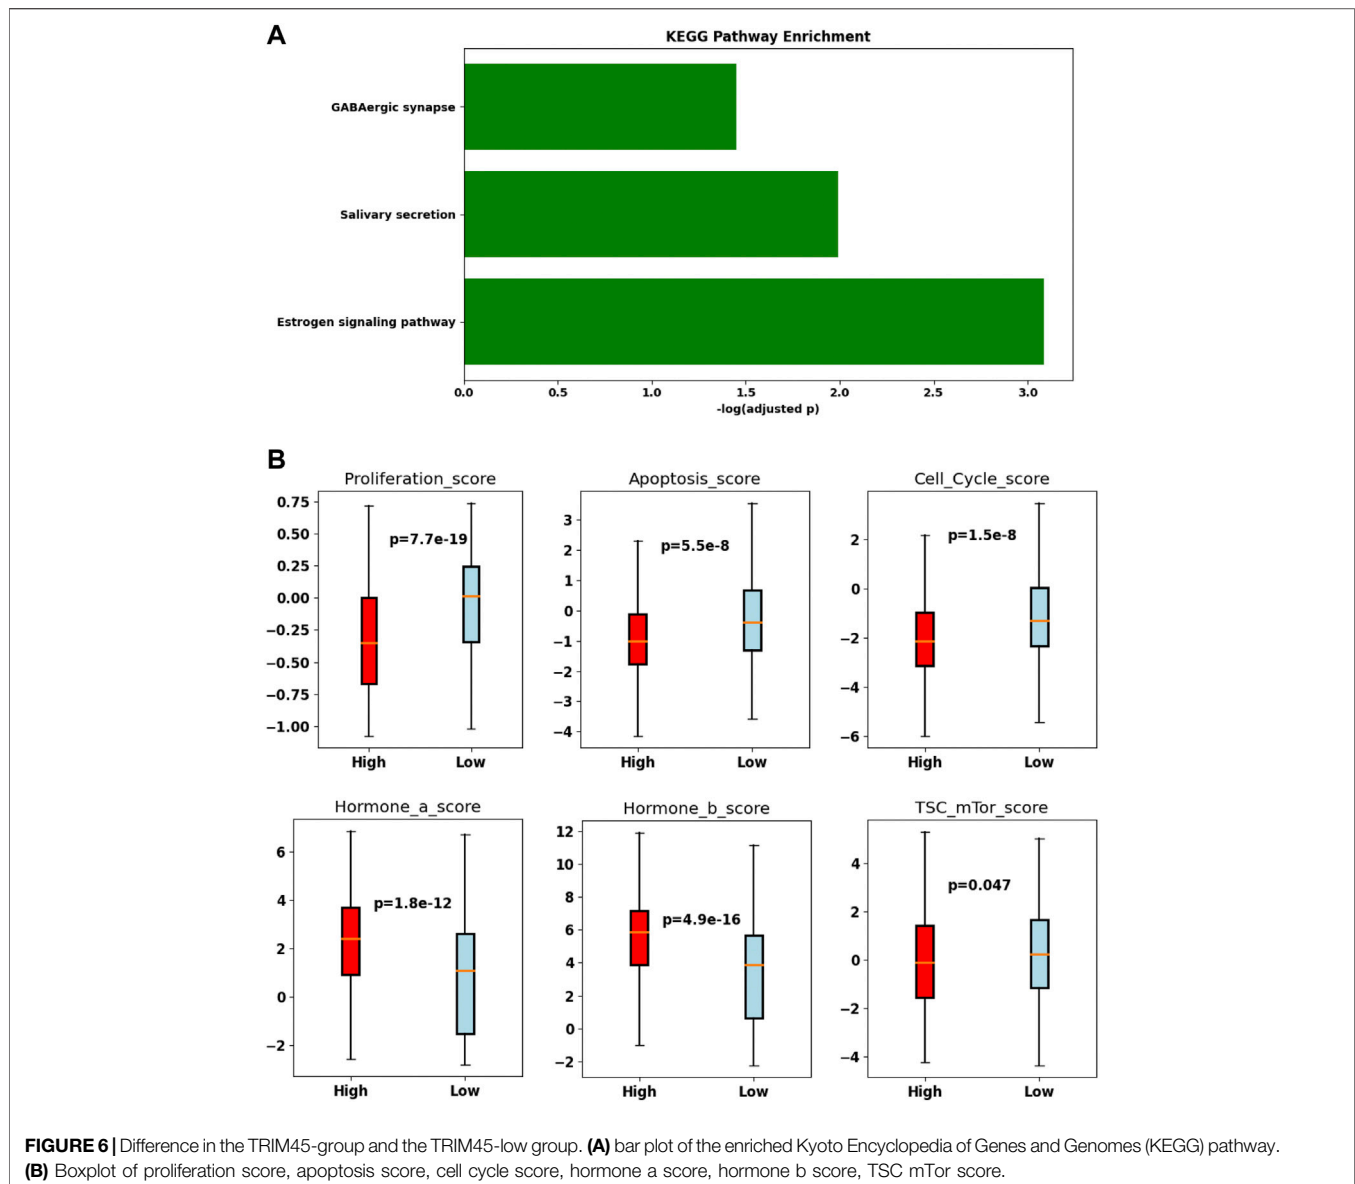 A
KEGG Pathway Enrichment
GABAergic synapse
Salivary secretion
Estrogen signaling pathway
0.0 0.5 1.0 1.5 2.0 2.5 3.0
-log(adjusted p)
B
Proliferation_score
0.75
0.50
0.25
0.00
−0.25
−0.50
−0.75
−1.00
p=7.7e-19
High Low
Apoptosis_score
3
2
1
0
−1
−2
−3
−4
p=5.5e-8
High Low
Cell_Cycle_score
2
0
−2
−4
−6
p=1.5e-8
High Low
Hormone_a_score
6
4
2
0
−2
p=1.8e-12
High Low
Hormone_b_score
12
10
8
6
4
2
0
−2
p=4.9e-16
High Low
TSC_mTor_score
4
2
0
−2
−4
p=0.047
High Low
FIGURE 6 | Difference in the TRIM45-group and the TRIM45-low group. (A) bar plot of the enriched Kyoto Encyclopedia of Genes and Genomes (KEGG) pathway.
(B) Boxplot of proliferation score, apoptosis score, cell cycle score, hormone a score, hormone b score, TSC mTor score.